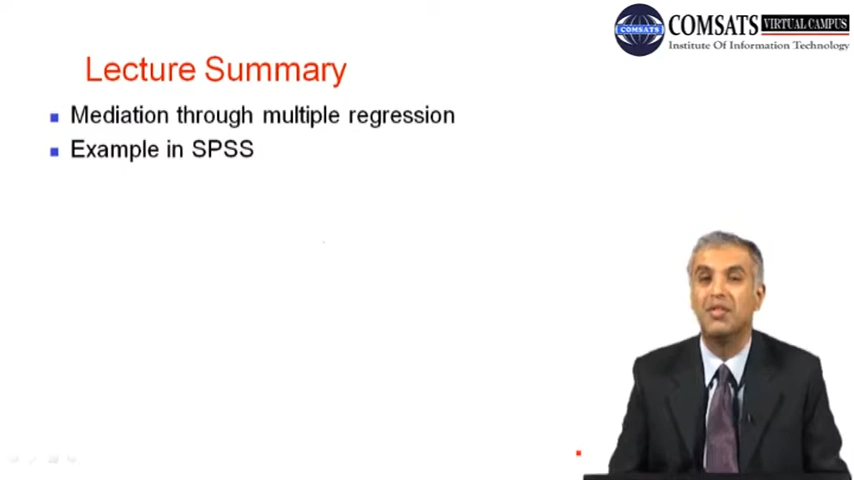 COMSATS VIRTUAL CAMPUS
COMSATS
Institute Of Information Technology
Lecture Summary
Mediation through multiple regression
Example in SPSS